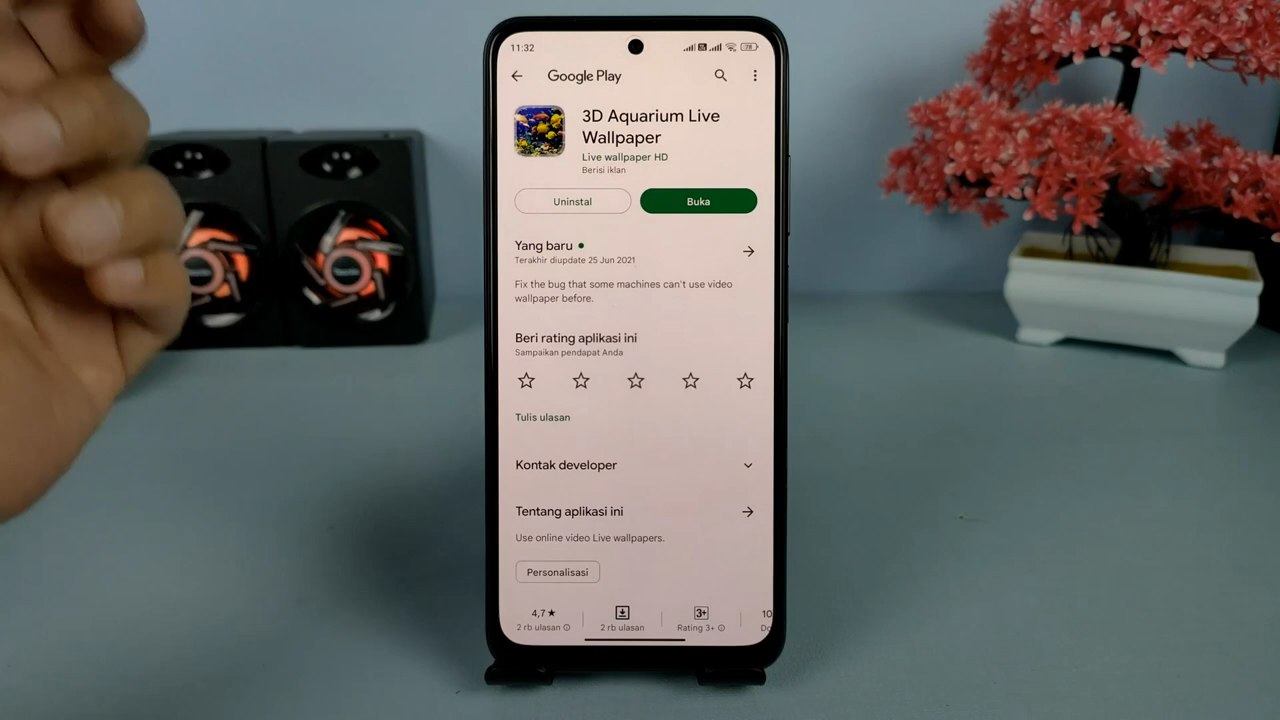 11:32
28
Google Play
3D Aquarium Live
Wallpaper
Live wallpaper HD
Berisi iklan
Uninstal
Buka
Yang baru
Terakhir diupdate 25 Jun 2021
Fix the bug that some machines can't use video
wallpaper before.
Beri rating aplikasi ini
Sampaikan pendapat Anda
Tulis ulasan
Kontak developer
Tentang aplikasi ini
Use online video Live wallpapers.
Personalisasi
4,7★
3+
10
2 rb ulasan
2 rb ulasan
Rating 3+
Do